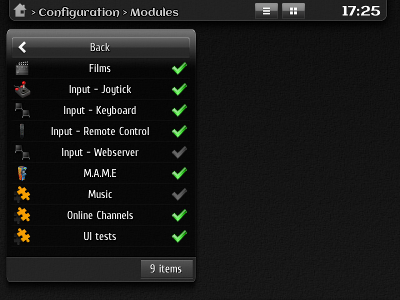 > Configuration > Modules
17:25
Back
Films
Input - Joytick
Input - Keyboard
Input - Remote Control
Input - Webserver
M.A.M.E
Music
Online Channels
UI tests
9 items